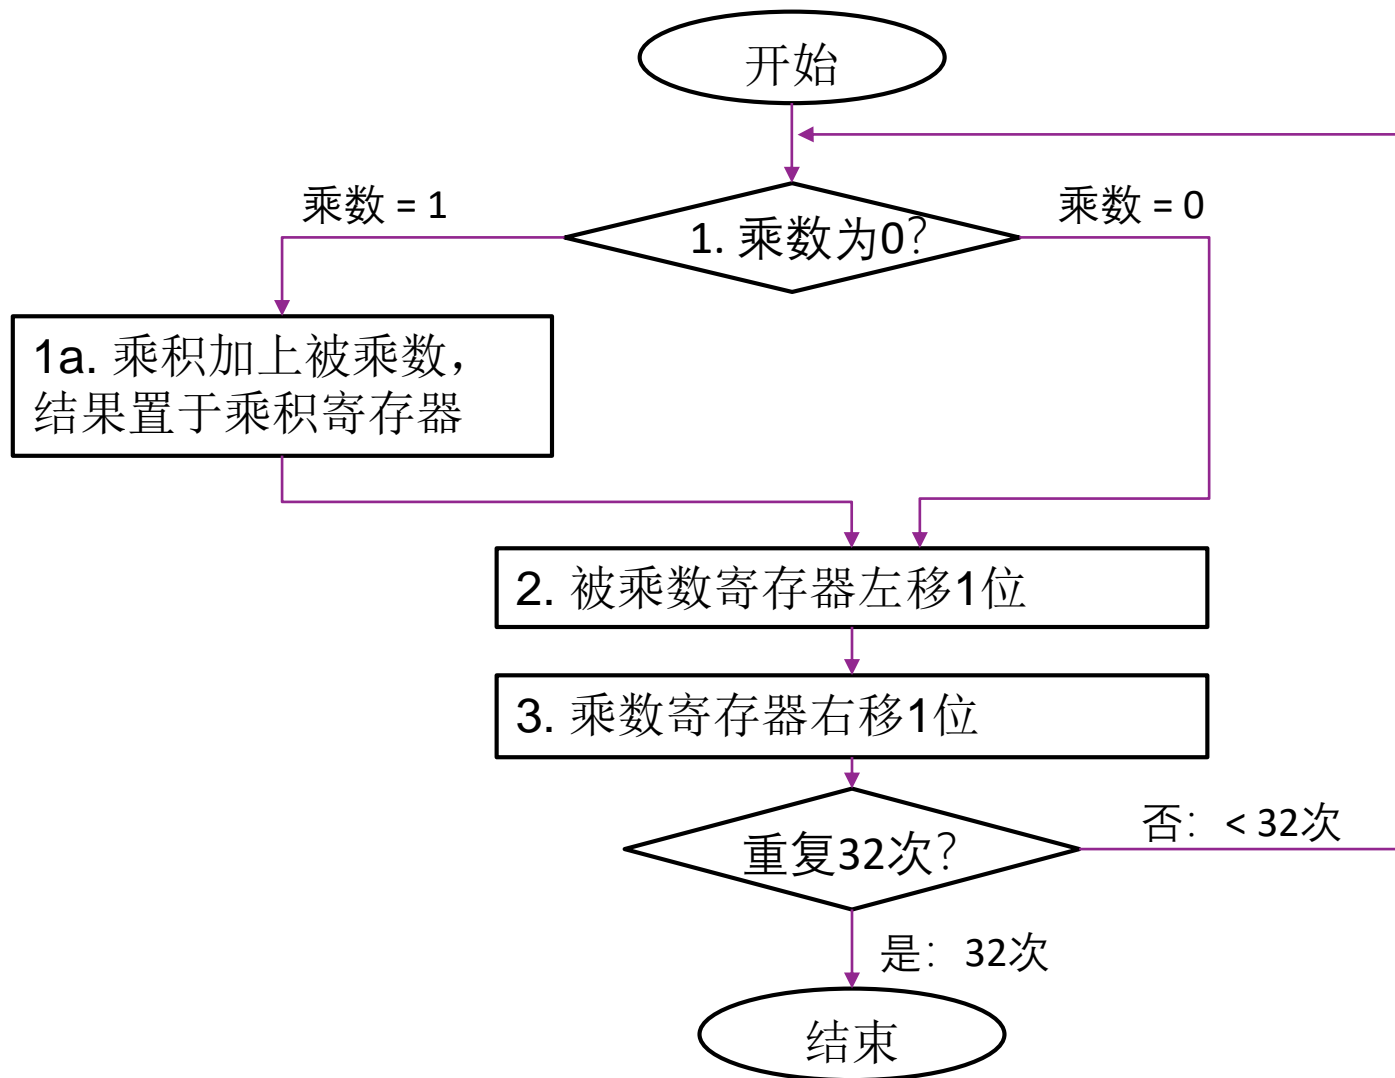 开始
乘数 = 1
乘数 = 0
1. 乘数为0？
1a. 乘积加上被乘数，
结果置于乘积寄存器
2. 被乘数寄存器左移1位
3. 乘数寄存器右移1位
否：< 32次
重复32次？
是：32次
结束